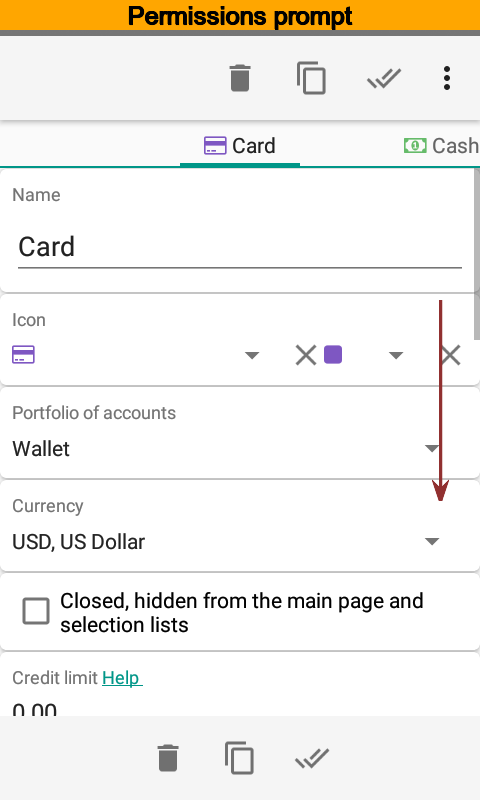 Permissions prompt
Card
Cash
Name
Card
Icon
Portfolio of accounts
Wallet
Currency
USD, US Dollar
Closed, hidden from the main page and
selection lists
Credit limit Help
0.00